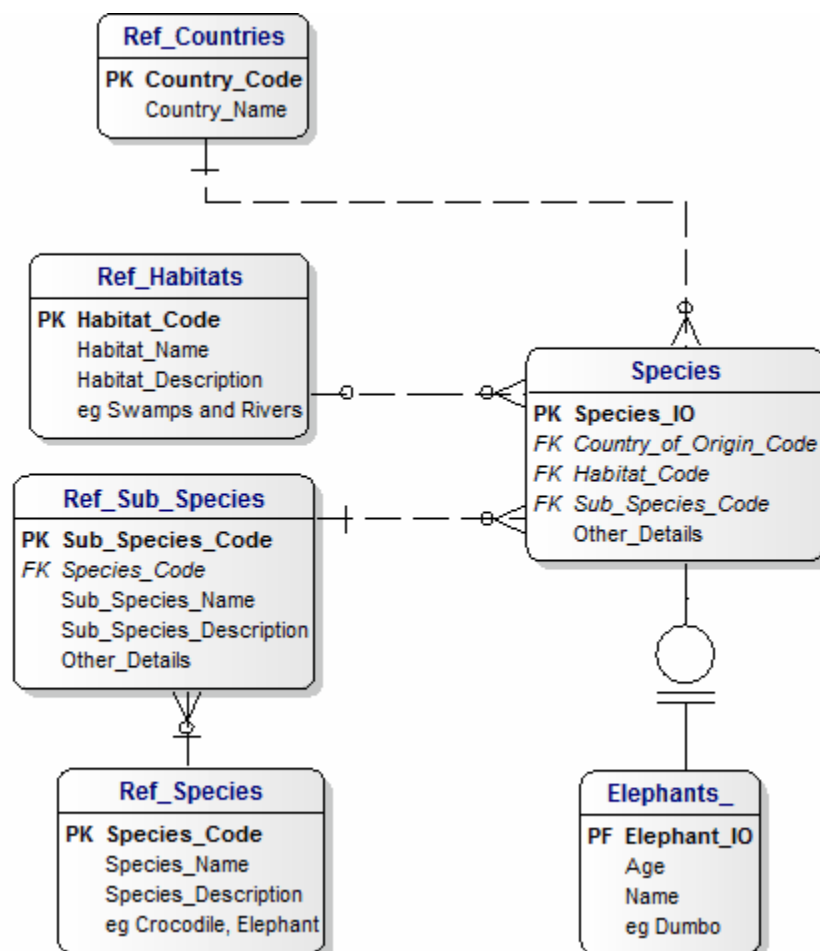 Ref_Countries
PK Country_Code
Country_Name
Ref_Habitats
PK Habitat_Code
Habitat_Name
Habitat_Description
eg Swamps and Rivers
Species
PK Species_IO
FK Country_of_Origin_Code
FK Habitat_Code
FK Sub_Species_Code
Other_Details
Ref_Sub_Species
PK Sub_Species_Code
FK Species_Code
Sub_Species_Name
Sub_Species_Description
Other_Details
Ref_Species
PK Species_Code
Species_Name
Species_Description
eg Crocodile, Elephant
Elephants_
PF Elephant_IO
Age
Name
eg Dumbo